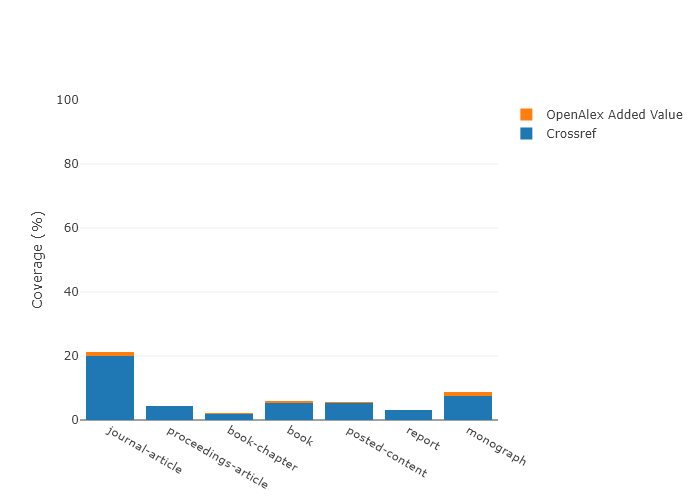 100
80
60
40
20
0
Coverage (%)
OpenAlex Added Value
Crossref
journal-article
proceedings-article
book-chapter
book
posted-content
report
monograph